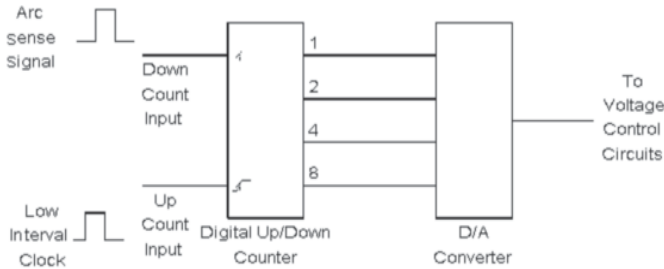 Arc
sense
Signal
Down
Count
Input
1
2
4
8
To
Voltage
Control
Circuits
Low
Interval
Clock
Up
Count
Input
Digital Up/Down
Counter
D/A
Converter